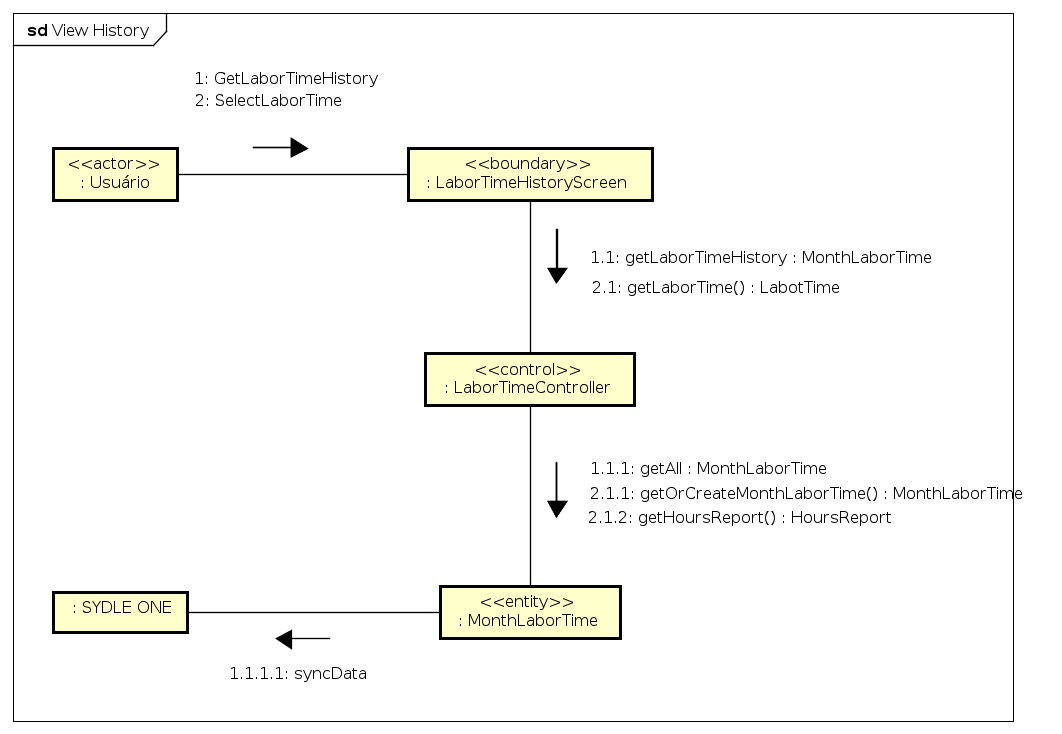 sd View History
1: GetLaborTimeHistory
2: SelectLaborTime
<<actor>>
: Usuário
<<boundary>>
: LaborTimeHistoryScreen
1.1: getLaborTimeHistory : MonthLaborTime
2.1: getLaborTime() : LabotTime
<<control>>
: LaborTimeController
1.1.1: getAll : MonthLaborTime
2.1.1: getOrCreateMonthLaborTime() : MonthLaborTime
2.1.2: getHoursReport() : HoursReport
: SYDLE ONE
<<entity>>
: MonthLaborTime
1.1.1.1: syncData